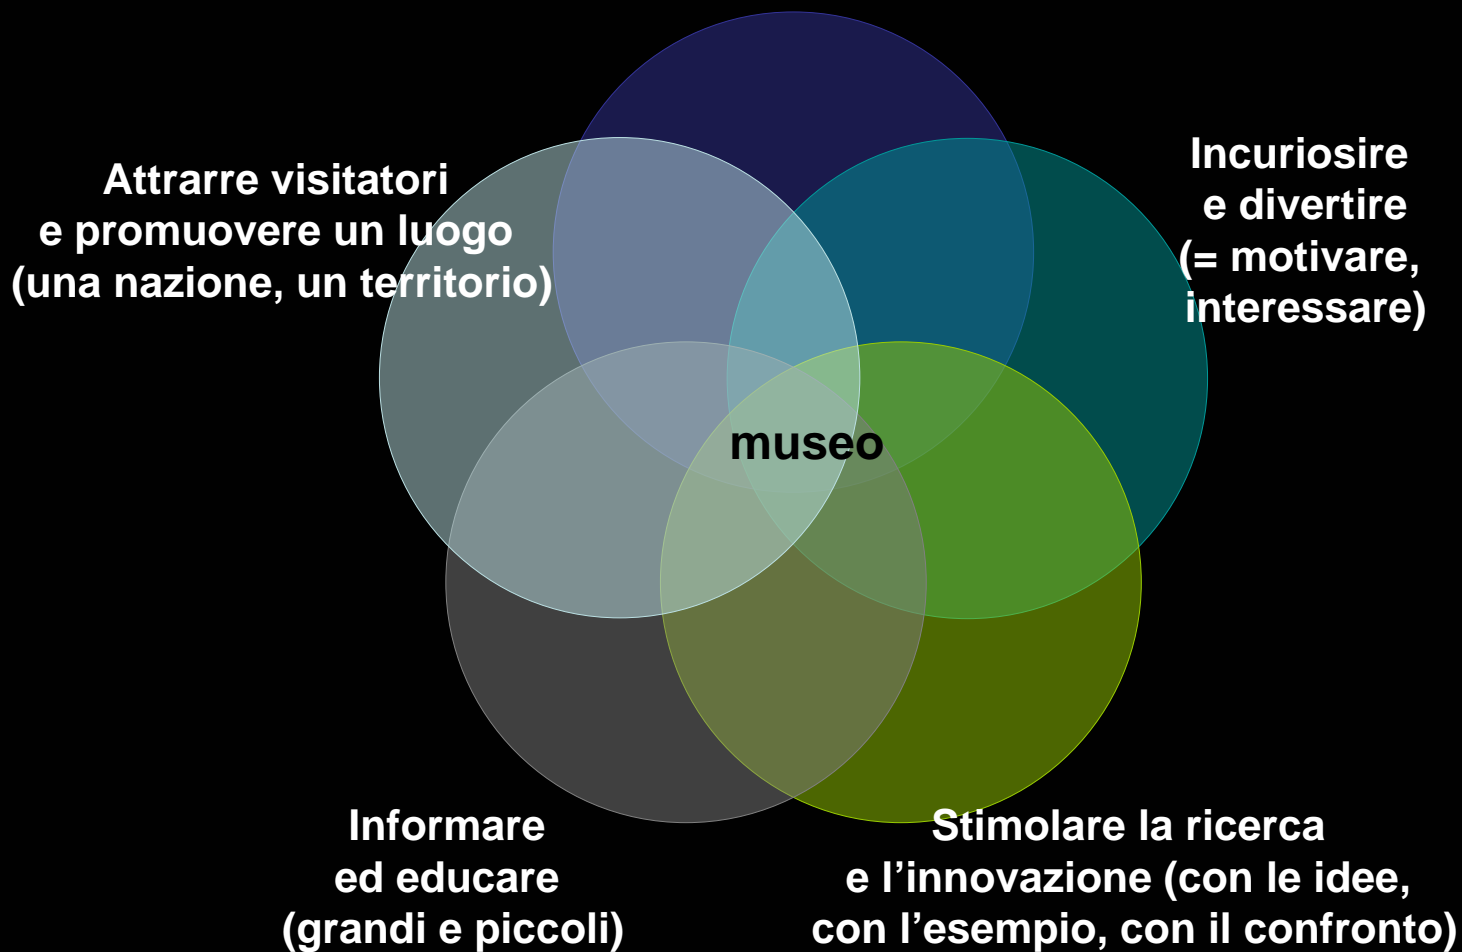 Attrarre visitatori
e promuovere un luogo
(una nazione, un territorio)
Incuriosire
e divertire
(= motivare,
interessare)
museo
Informare
ed educare
(grandi e piccoli)
Stimolare la ricerca
e l’innovazione (con le idee,
con l’esempio, con il confronto)